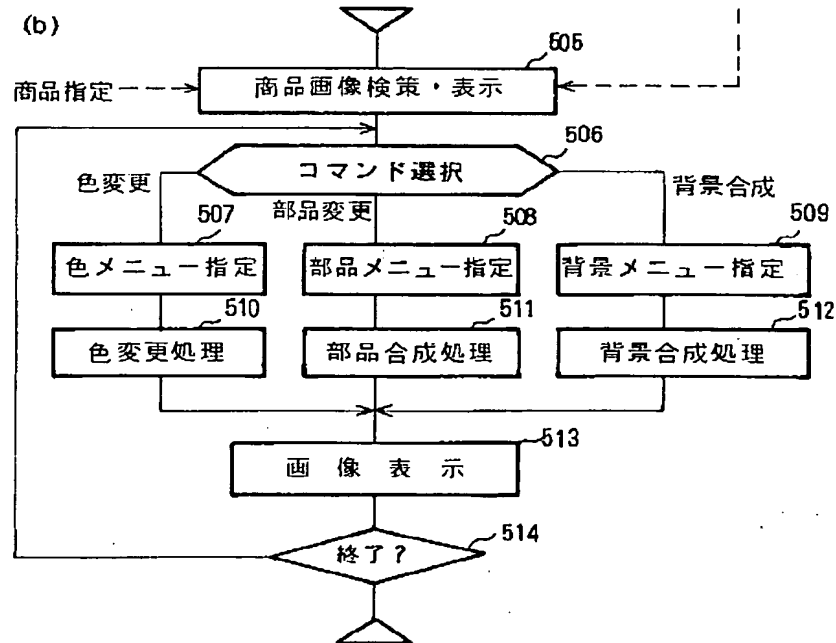 (b)
505
商品指定
商品画像検策・表示
506
コマンド選択
色変更
部品変更
背景合成
507
508
509
色メニュー指定
部品メニュー指定
背景メニュー指定
510
511
512
色変更処理
部品合成処理
背景合成処理
513
画像表示
514
終了?